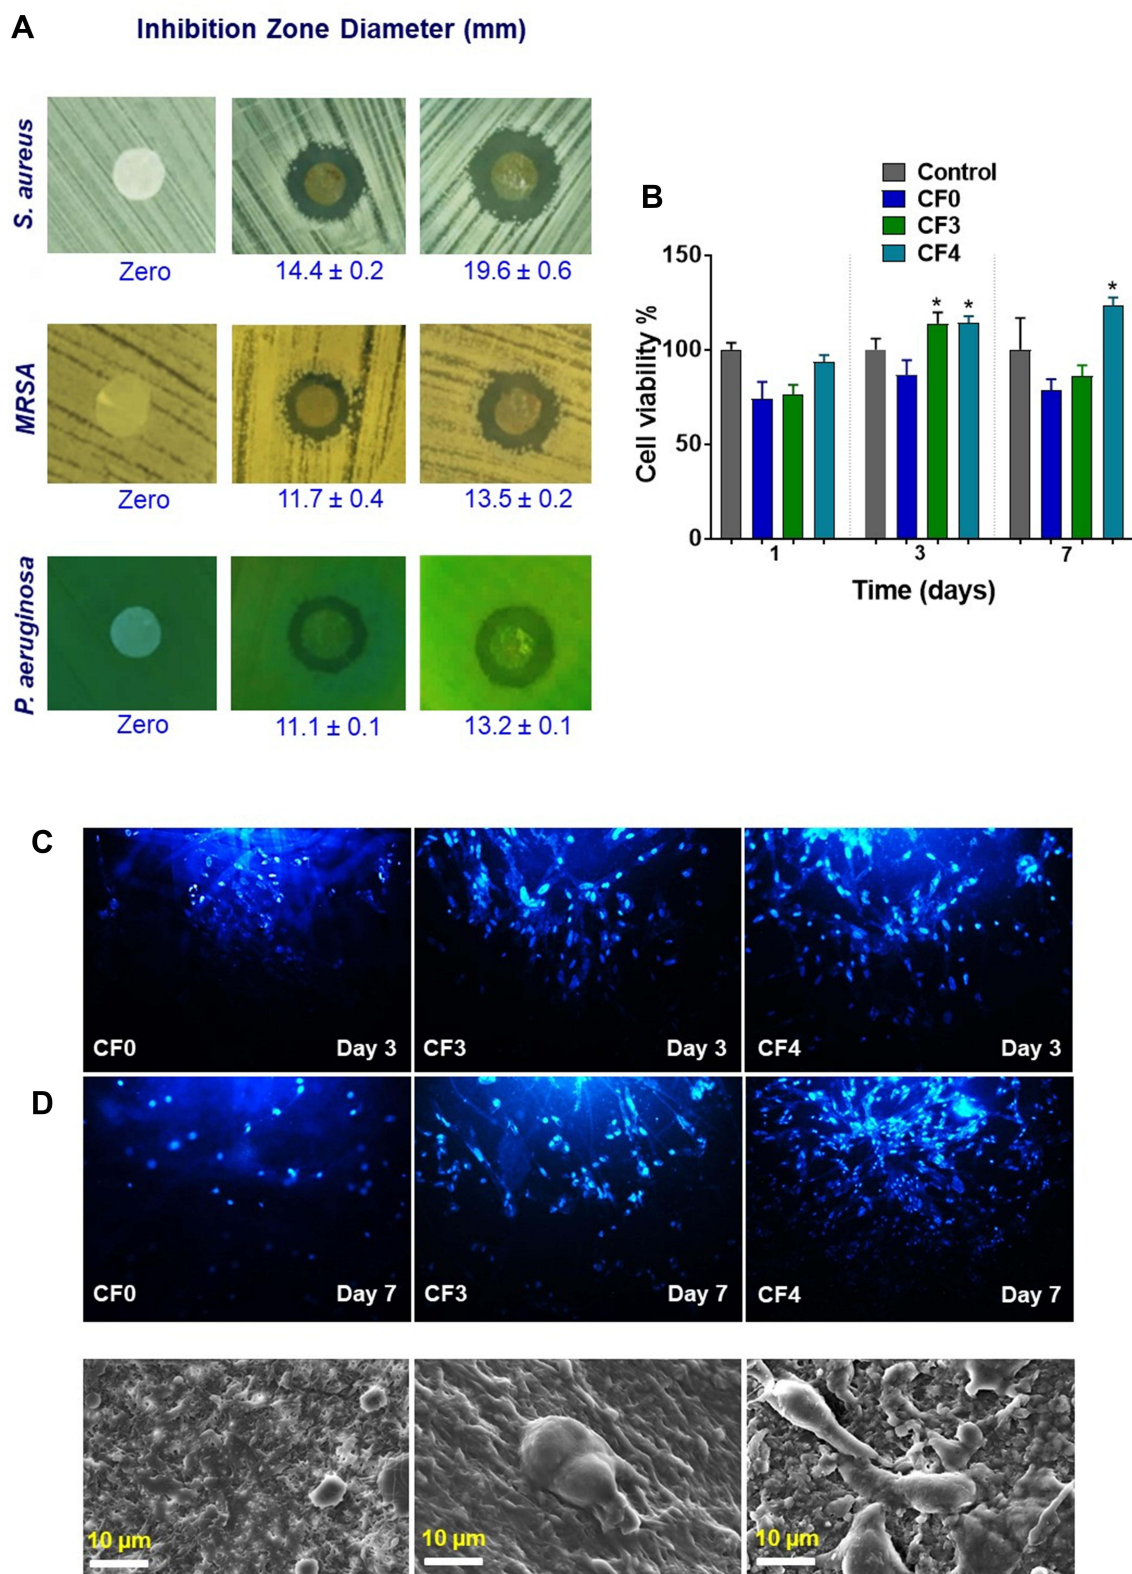 A
Inhibition Zone Diameter (mm)
S. aureus
Zero
14.4 ± 0.2
19.6 ± 0.6
MRSA
Zero
11.7 ± 0.4
13.5 ± 0.2
P. aeruginosa
Zero
11.1 ± 0.1
13.2 ± 0.1
B
Control
CF0
CF3
CF4
Cell viability %
150
100
50
0
* * *
1 3 7
Time (days)
C
CF0 Day 3
CF3 Day 3
CF4 Day 3
D
CF0 Day 7
CF3 Day 7
CF4 Day 7
10 µm
10 µm
10 µm